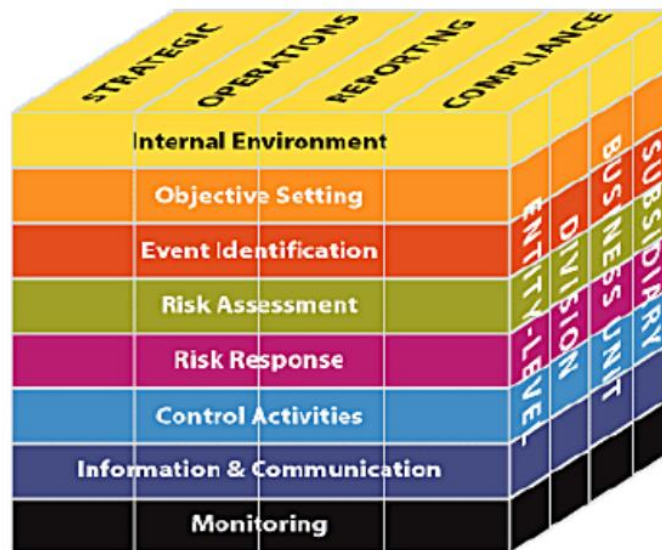 STRATEGIC
OPERATIONS
REPORTING
COMPLIANCE
Internal Environment
Objective Setting
Event Identification
Risk Assessment
Risk Response
Control Activities
Information & Communication
Monitoring
ENTITY-LEVEL
DIVISION
BUSINESS UNIT
SUBSIDIARY